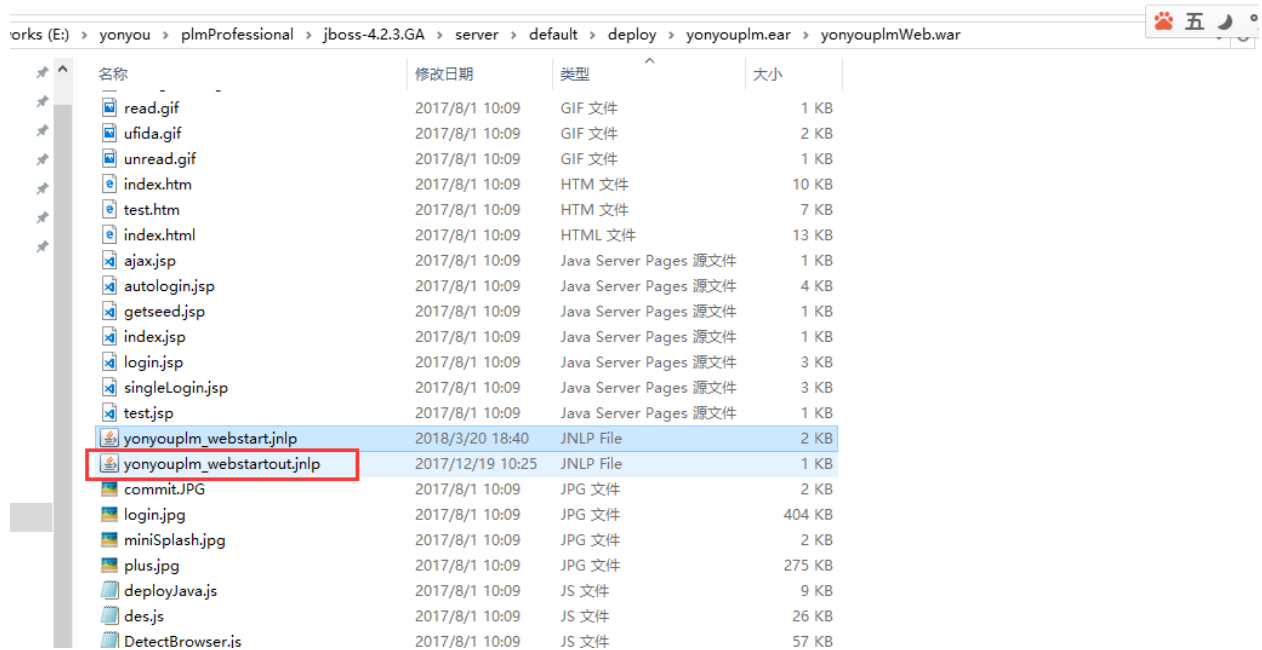 orks (E:) › yonyou › plmProfessional › jboss-4.2.3.GA › server › default › deploy › yonyouplm.ear › yonyouplmWeb.war
五
名称 修改日期 类型 大小
read.gif 2017/8/1 10:09 GIF 文件 1 KB
ufida.gif 2017/8/1 10:09 GIF 文件 2 KB
unread.gif 2017/8/1 10:09 GIF 文件 1 KB
index.htm 2017/8/1 10:09 HTM 文件 10 KB
test.htm 2017/8/1 10:09 HTM 文件 7 KB
index.html 2017/8/1 10:09 HTML 文件 13 KB
ajax.jsp 2017/8/1 10:09 Java Server Pages 源文件 1 KB
autologin.jsp 2017/8/1 10:09 Java Server Pages 源文件 4 KB
getseed.jsp 2017/8/1 10:09 Java Server Pages 源文件 1 KB
index.jsp 2017/8/1 10:09 Java Server Pages 源文件 1 KB
login.jsp 2017/8/1 10:09 Java Server Pages 源文件 3 KB
singleLogin.jsp 2017/8/1 10:09 Java Server Pages 源文件 3 KB
test.jsp 2017/8/1 10:09 Java Server Pages 源文件 1 KB
yonyouplm_webstart.jnlp 2018/3/20 18:40 JNLP File 2 KB
yonyouplm_webstartout.jnlp 2017/12/19 10:25 JNLP File 1 KB
commit.JPG 2017/8/1 10:09 JPG 文件 2 KB
login.jpg 2017/8/1 10:09 JPG 文件 404 KB
miniSplash.jpg 2017/8/1 10:09 JPG 文件 2 KB
plus.jpg 2017/8/1 10:09 JPG 文件 275 KB
deployJava.js 2017/8/1 10:09 JS 文件 9 KB
des.js 2017/8/1 10:09 JS 文件 26 KB
DetectBrowser.js 2017/8/1 10:09 JS 文件 57 KB